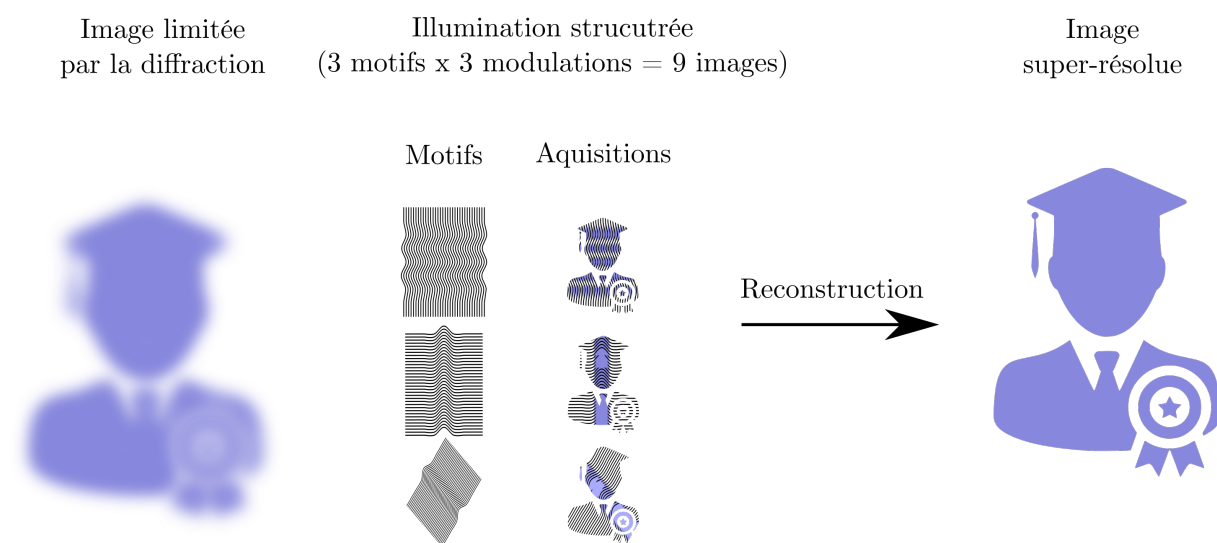 Image limitée
par la diffraction
Illumination strucutrée
(3 motifs x 3 modulations = 9 images)
Image
super-résolue
Motifs
Aquisitions
Reconstruction